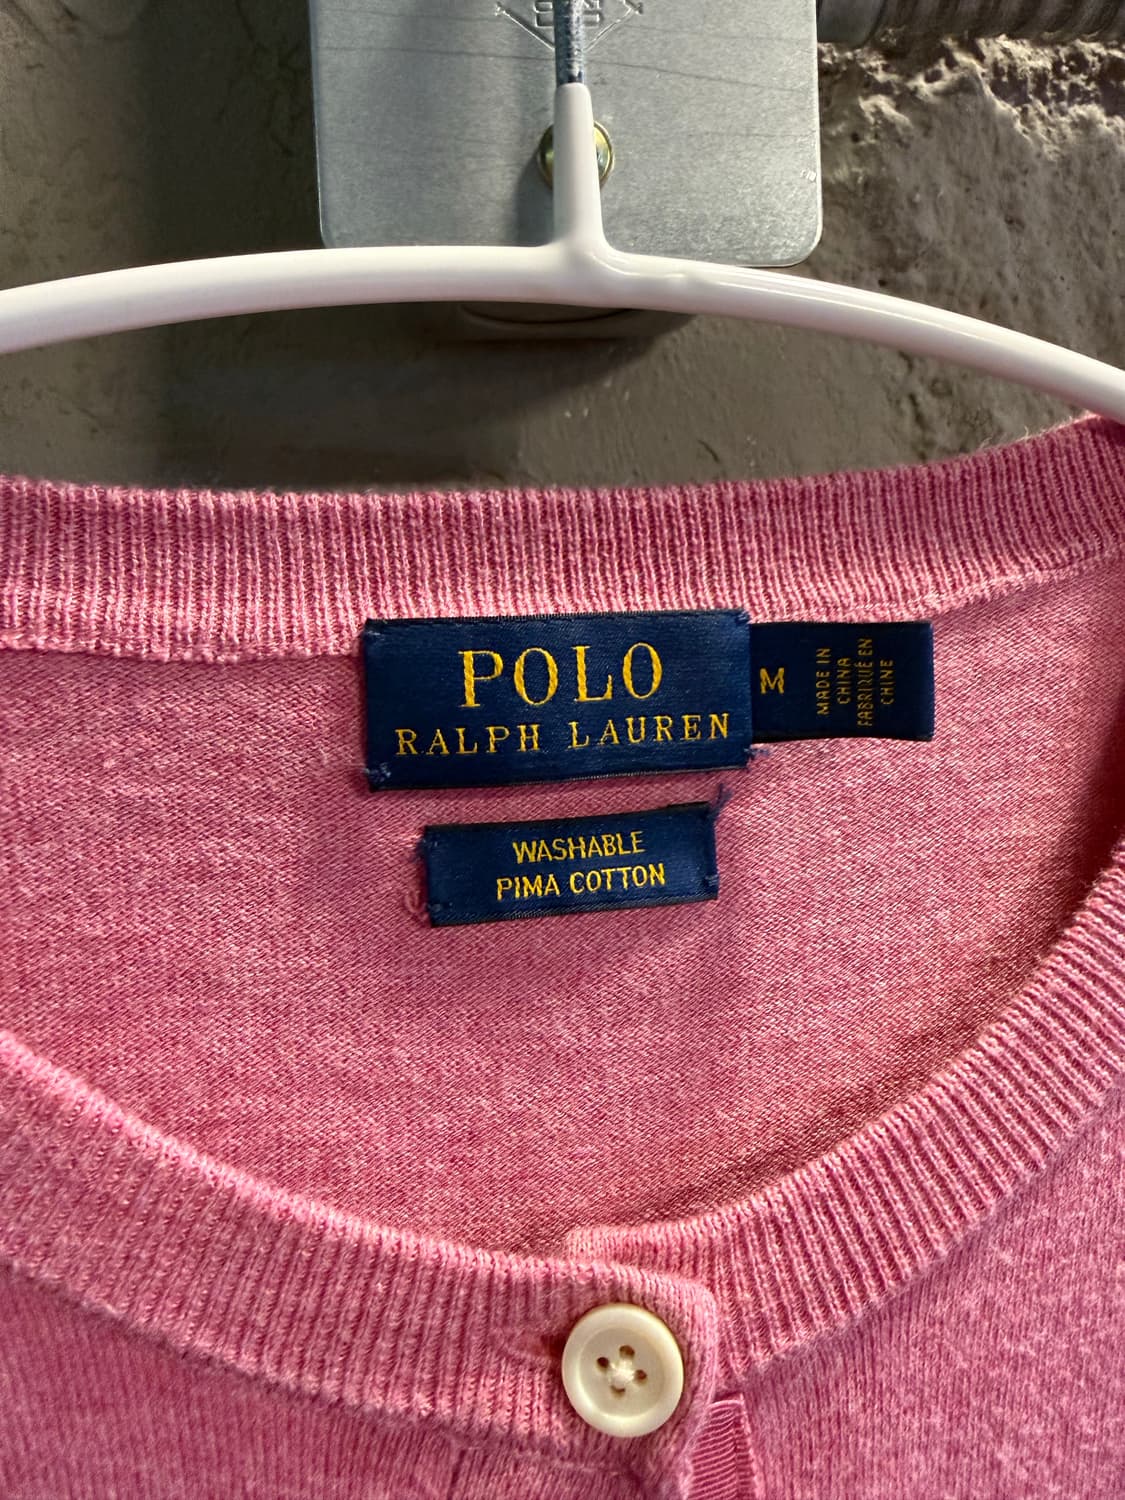 POLO
RALPH LAUREN
M
MADE IN
CHINA
FABRIQUÉ EN
CHINE
WASHABLE
PIMA COTTON